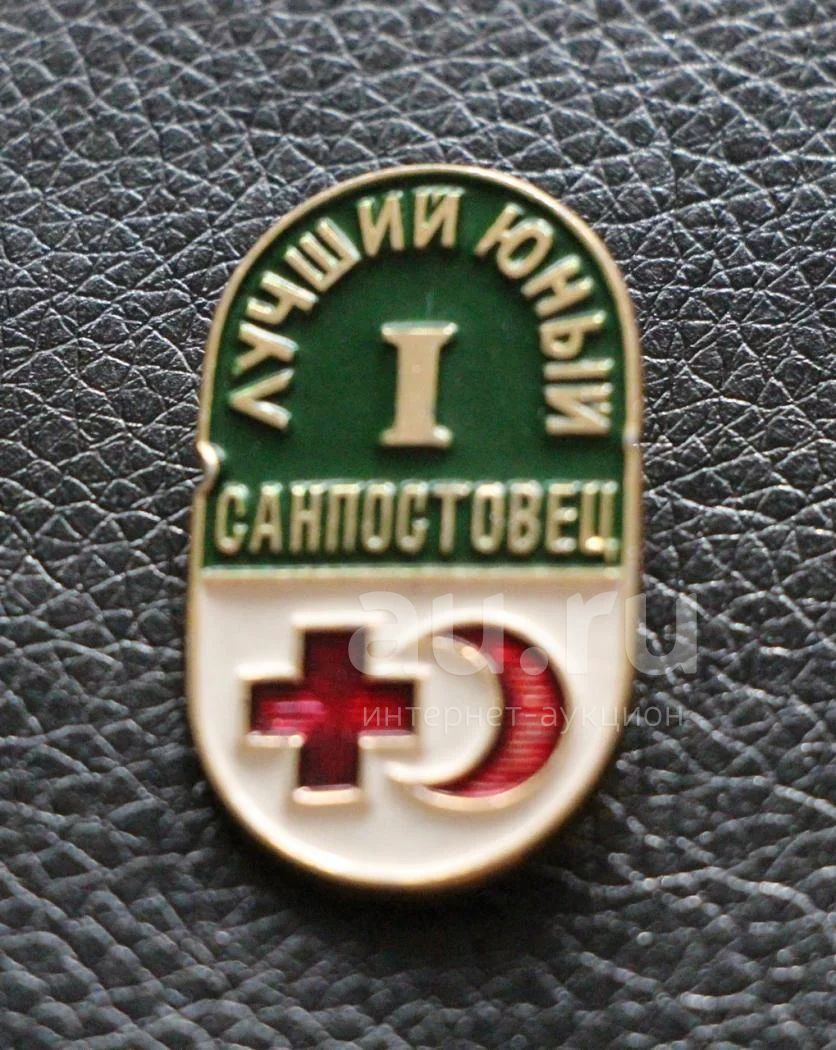 ЛУЧШИЙ ЮНЫЙ
I
САНПОСТОВЕЦ
au.ru
интернет-аукцион